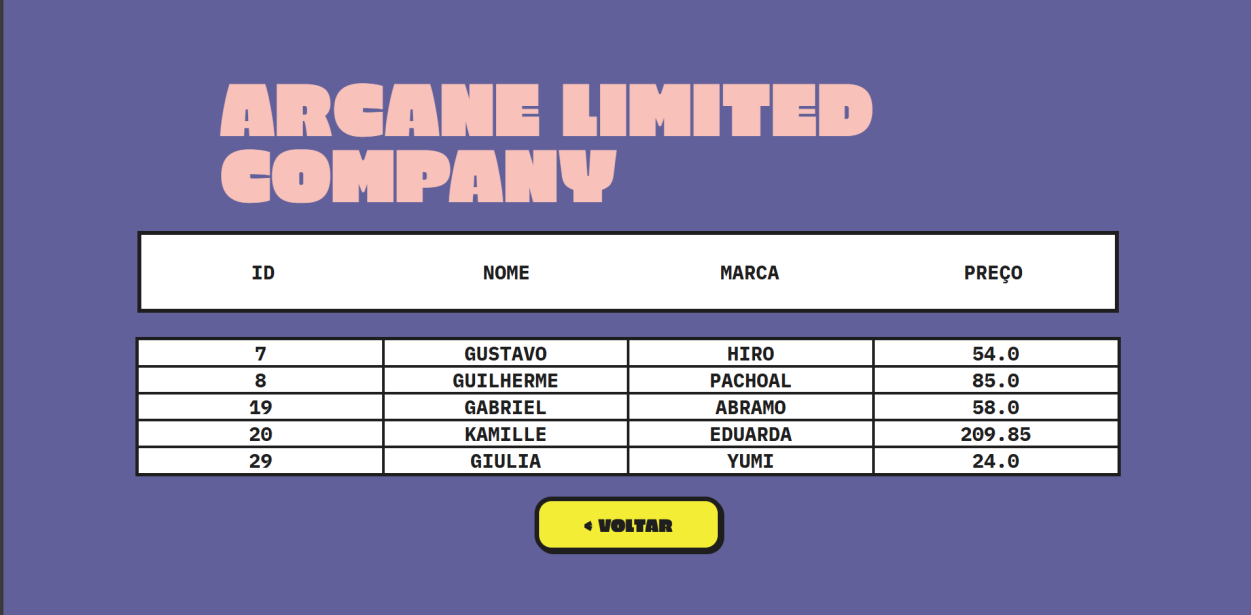 ARCANE LIMITED
COMPANY
ID NOME MARCA PREÇO
7 GUSTAVO HIRO 54.0
8 GUILHERME PACHOAL 85.0
19 GABRIEL ABRAMO 58.0
20 KAMILLE EDUARDA 209.85
29 GIULIA YUMI 24.0
< VOLTAR